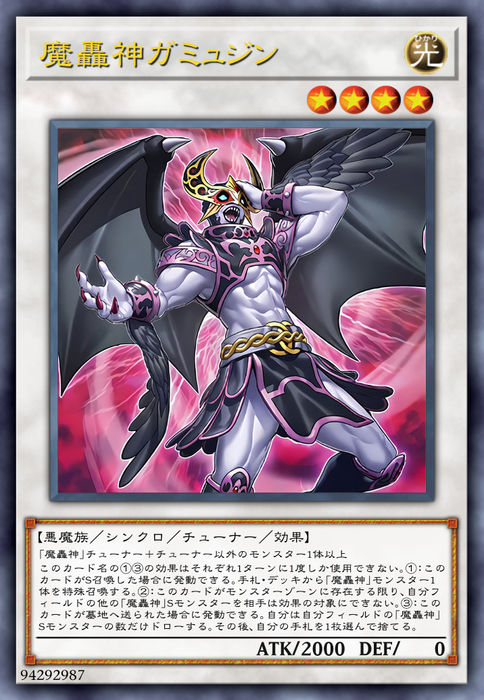 魔轟神ガミュジン
ひかり
光
【悪魔族／シンクロ／チューナー／効果】
「魔轟神」チューナー＋チューナー以外のモンスター1体以上
このカード名の①③の効果はそれぞれ1ターンに1度しか使用できない。①：この
カードがS召喚した場合に発動できる。手札・デッキから「魔轟神」モンスター1
体を特殊召喚する。②：このカードがモンスターゾーンに存在する限り、自分フ
ィールドの他の「魔轟神」Sモンスターを相手は効果の対象にできない。③：この
カードが墓地へ送られた場合に発動できる。自分は自分フィールドの「魔轟神」
Sモンスターの数だけドローする。その後、自分の手札を1枚選んで捨てる。
ATK/2000 DEF/ 0
94292987